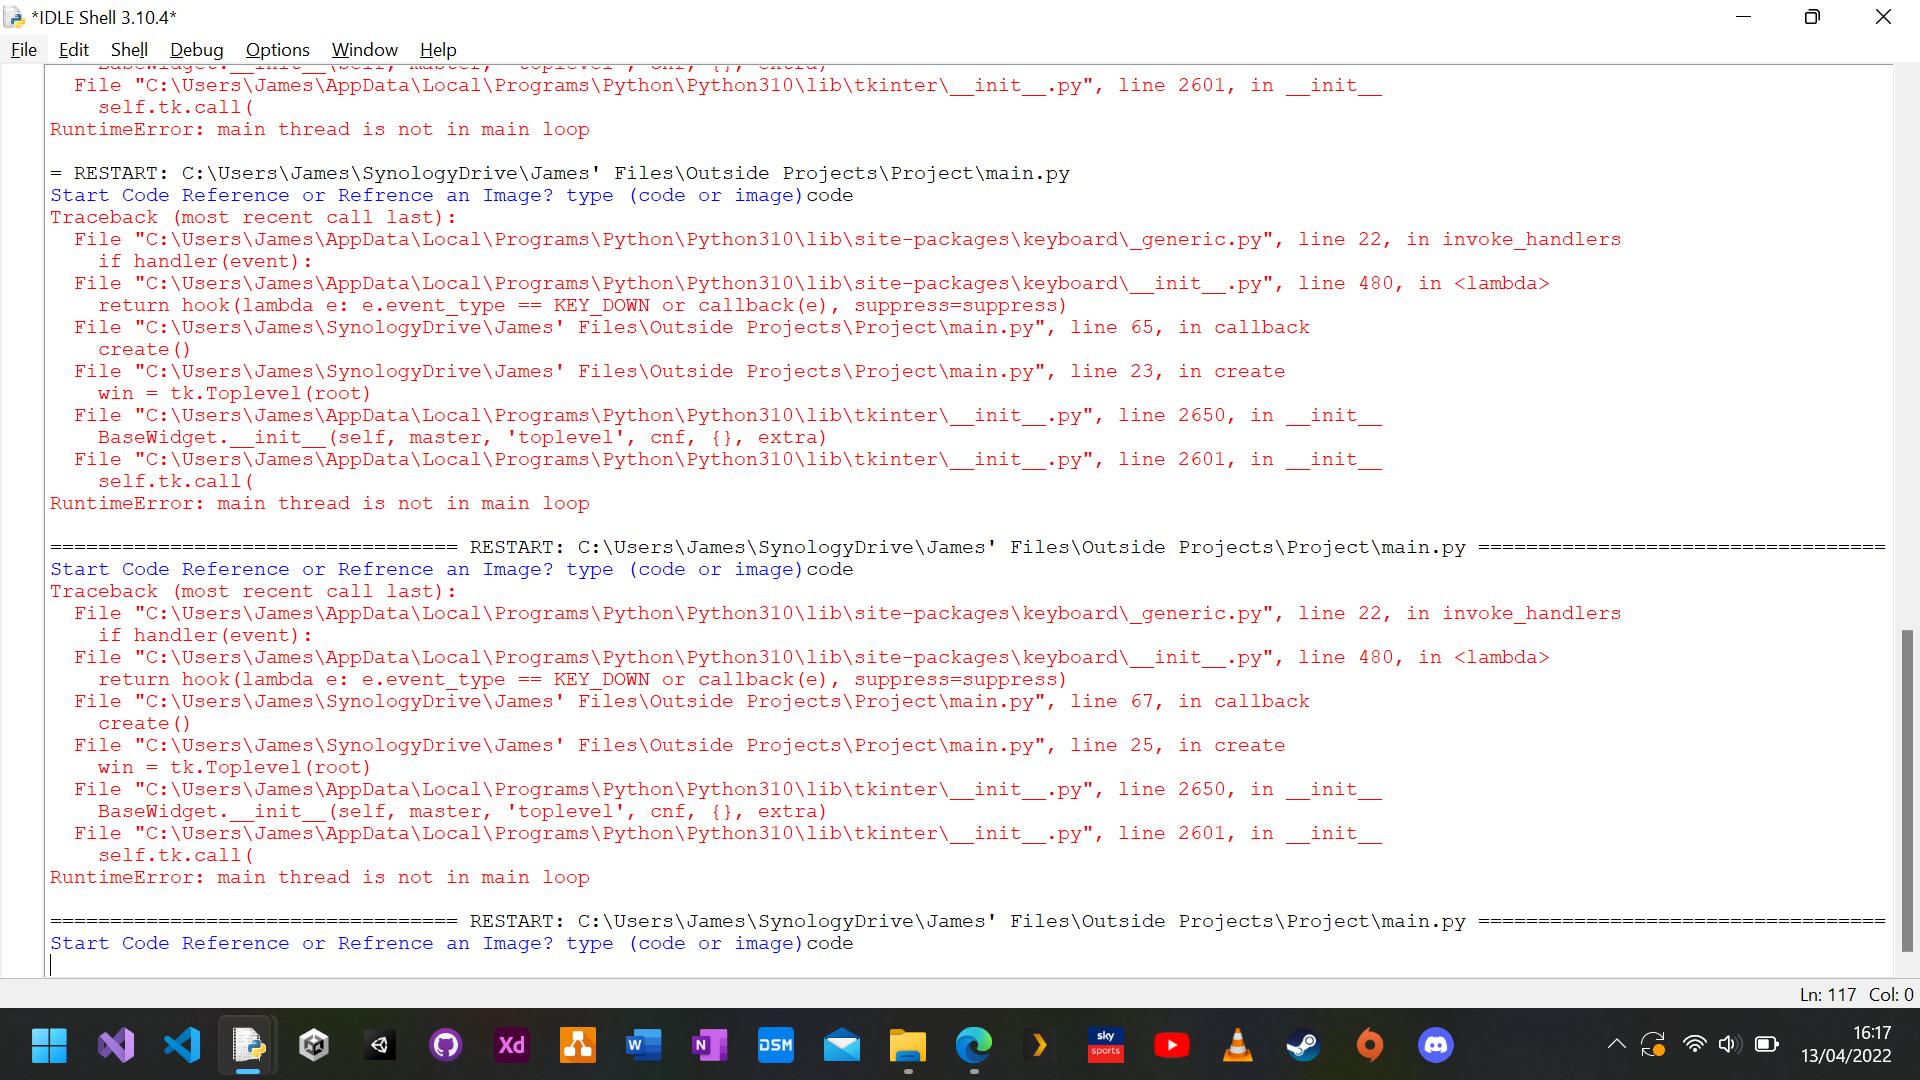 *IDLE Shell 3.10.4*
File Edit Shell Debug Options Window Help
BaseWidget.__init__(self, master, 'toplevel', cnf, {}, extra)
File "C:\Users\James\AppData\Local\Programs\Python\Python310\lib\tkinter\__init__.py", line 2601, in __init__
self.tk.call(
RuntimeError: main thread is not in main loop
= RESTART: C:\Users\James\SynologyDrive\James' Files\Outside Projects\Project\main.py
Start Code Reference or Refrence an Image? type (code or image)code
Traceback (most recent call last):
File "C:\Users\James\AppData\Local\Programs\Python\Python310\lib\site-packages\keyboard\_generic.py", line 22, in invoke_handlers
if handler(event):
File "C:\Users\James\AppData\Local\Programs\Python\Python310\lib\site-packages\keyboard\__init__.py", line 480, in <lambda>
return hook(lambda e: e.event_type == KEY_DOWN or callback(e), suppress=suppress)
File "C:\Users\James\SynologyDrive\James' Files\Outside Projects\Project\main.py", line 65, in callback
create()
File "C:\Users\James\SynologyDrive\James' Files\Outside Projects\Project\main.py", line 23, in create
win = tk.Toplevel(root)
File "C:\Users\James\AppData\Local\Programs\Python\Python310\lib\tkinter\__init__.py", line 2650, in __init__
BaseWidget.__init__(self, master, 'toplevel', cnf, {}, extra)
File "C:\Users\James\AppData\Local\Programs\Python\Python310\lib\tkinter\__init__.py", line 2601, in __init__
self.tk.call(
RuntimeError: main thread is not in main loop
================================== RESTART: C:\Users\James\SynologyDrive\James' Files\Outside Projects\Project\main.py ==================================
Start Code Reference or Refrence an Image? type (code or image)code
Traceback (most recent call last):
File "C:\Users\James\AppData\Local\Programs\Python\Python310\lib\site-packages\keyboard\_generic.py", line 22, in invoke_handlers
if handler(event):
File "C:\Users\James\AppData\Local\Programs\Python\Python310\lib\site-packages\keyboard\__init__.py", line 480, in <lambda>
return hook(lambda e: e.event_type == KEY_DOWN or callback(e), suppress=suppress)
File "C:\Users\James\SynologyDrive\James' Files\Outside Projects\Project\main.py", line 67, in callback
create()
File "C:\Users\James\SynologyDrive\James' Files\Outside Projects\Project\main.py", line 25, in create
win = tk.Toplevel(root)
File "C:\Users\James\AppData\Local\Programs\Python\Python310\lib\tkinter\__init__.py", line 2650, in __init__
BaseWidget.__init__(self, master, 'toplevel', cnf, {}, extra)
File "C:\Users\James\AppData\Local\Programs\Python\Python310\lib\tkinter\__init__.py", line 2601, in __init__
self.tk.call(
RuntimeError: main thread is not in main loop
================================== RESTART: C:\Users\James\SynologyDrive\James' Files\Outside Projects\Project\main.py ==================================
Start Code Reference or Refrence an Image? type (code or image)code
Ln: 117 Col: 0
Xd W N DSM sky sports
16:17
13/04/2022